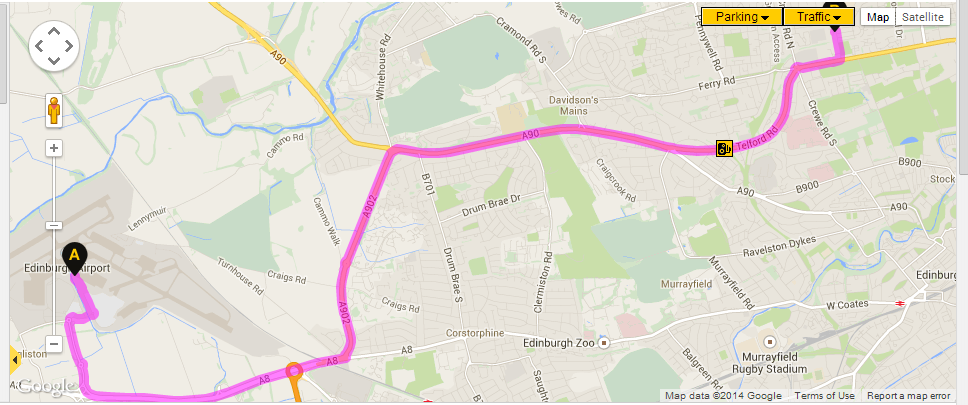 Parking
Traffic
Map
Satellite
A90
Whitehouse Rd
Cramond Rd S
Pennywell Rd
Ferry Rd
Davidson's
Mains
Crewe Rd S
Cammo Rd
A90
Telford Rd
Craigcrook Rd
B900
B900
A90
A90
Stock
B701
A902
Drum Brae Dr
Cammo Walk
Lennymuir
Ravelston Dykes
A
Edinburgh Airport
Turnhouse Rd
Craigs Rd
Drum Brae S
Clermiston Rd
Murrayfield
Murrayfield Rd
Edinburg
Craigs Rd
A902
W Coates
Corstorphine
Edinburgh Zoo
A8
A8
A8
Murrayfield
Rugby Stadium
Balgreen Rd
Saught
Google
Map data ©2014 Google
Terms of Use
Report a map error